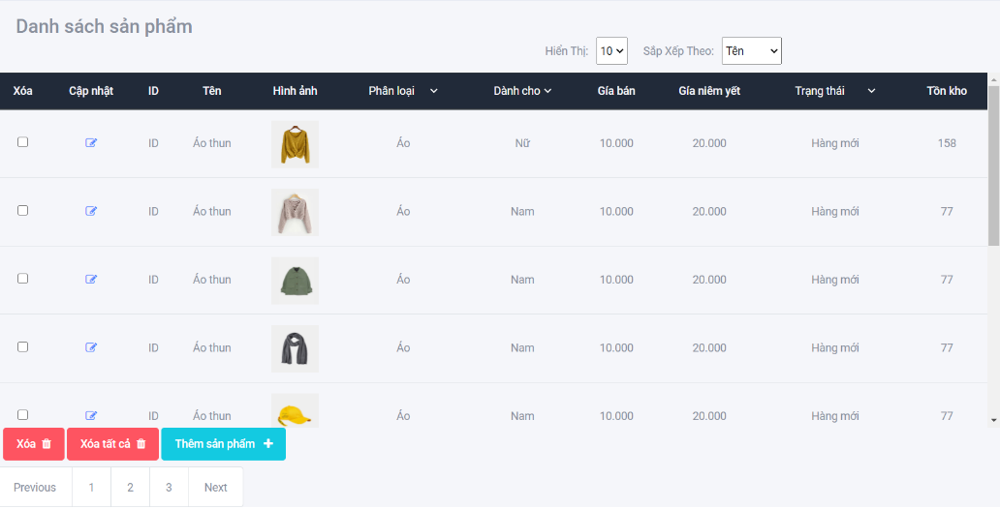 Danh sách sản phẩm
Hiển Thị: 10 Sắp Xếp Theo: Tên
Xóa Cập nhật ID Tên Hình ảnh Phân loại Dành cho Gía bán Gía niêm yết Trạng thái Tồn kho
ID Áo thun Áo Nữ 10.000 20.000 Hàng mới 158
ID Áo thun Áo Nam 10.000 20.000 Hàng mới 77
ID Áo thun Áo Nam 10.000 20.000 Hàng mới 77
ID Áo thun Áo Nam 10.000 20.000 Hàng mới 77
ID Áo thun Áo Nam 10.000 20.000 Hàng mới 77
Xóa Xóa tất cả Thêm sản phẩm
Previous 1 2 3 Next